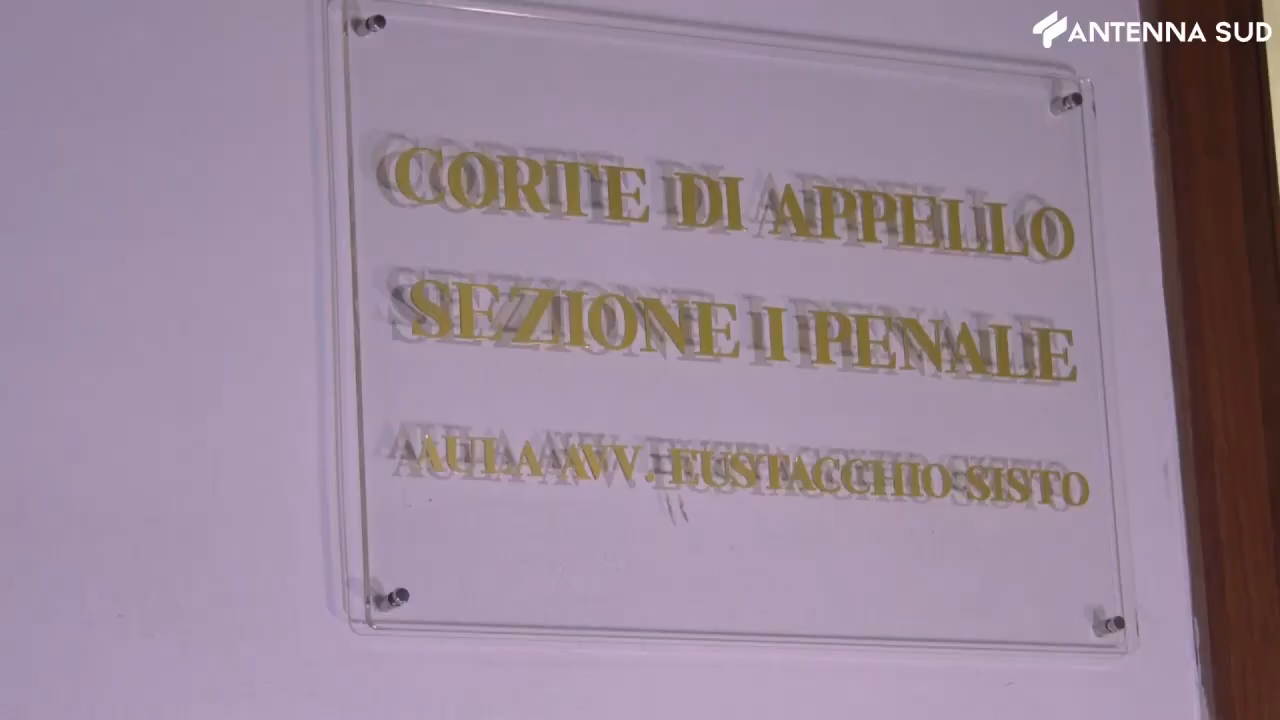 ANTENNA SUD
CORTE DI APPELLO
SEZIONE I PENALE
AULA AVV. EUSTACCHIO SISTO